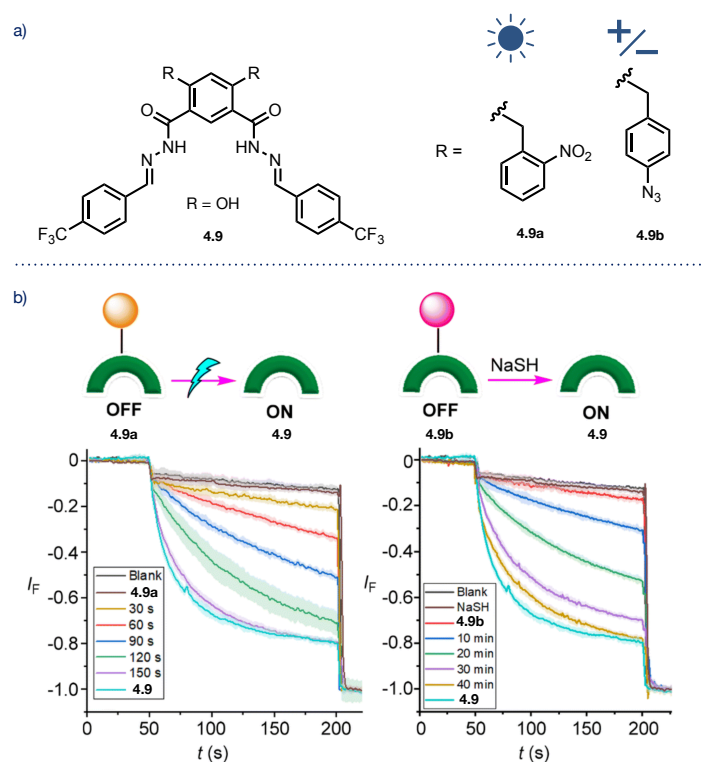 a)
R
R
O
O
NH
HN
N
N
R = OH
F3C
CF3
4.9
R =
NO2
N3
4.9a
4.9b
b)
OFF
ON
4.9a
4.9
NaSH
OFF
ON
4.9b
4.9
0
-0.2
-0.4
-0.6
-0.8
-1.0
IF
Blank
4.9a
30 s
60 s
90 s
120 s
150 s
4.9
0
50
100
150
200
t (s)
0
-0.2
-0.4
-0.6
-0.8
-1.0
IF
Blank
NaSH
4.9b
10 min
20 min
30 min
40 min
4.9
0
50
100
150
200
t (s)